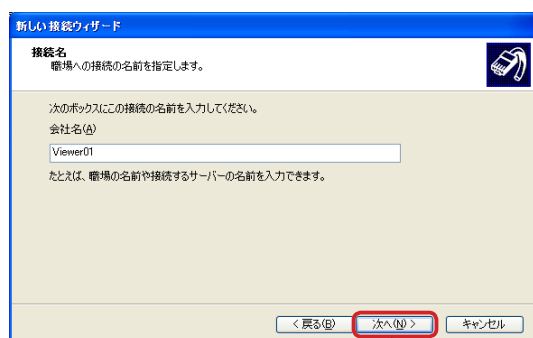 新しい接続ウィザード
接続名
職場への接続の名前を指定します。
次のボックスにこの接続の名前を入力してください。
会社名(A)
Viewer01
たとえば、職場の名前や接続するサーバーの名前を入力できます。
< 戻る(B)
次へ(N) >
キャンセル